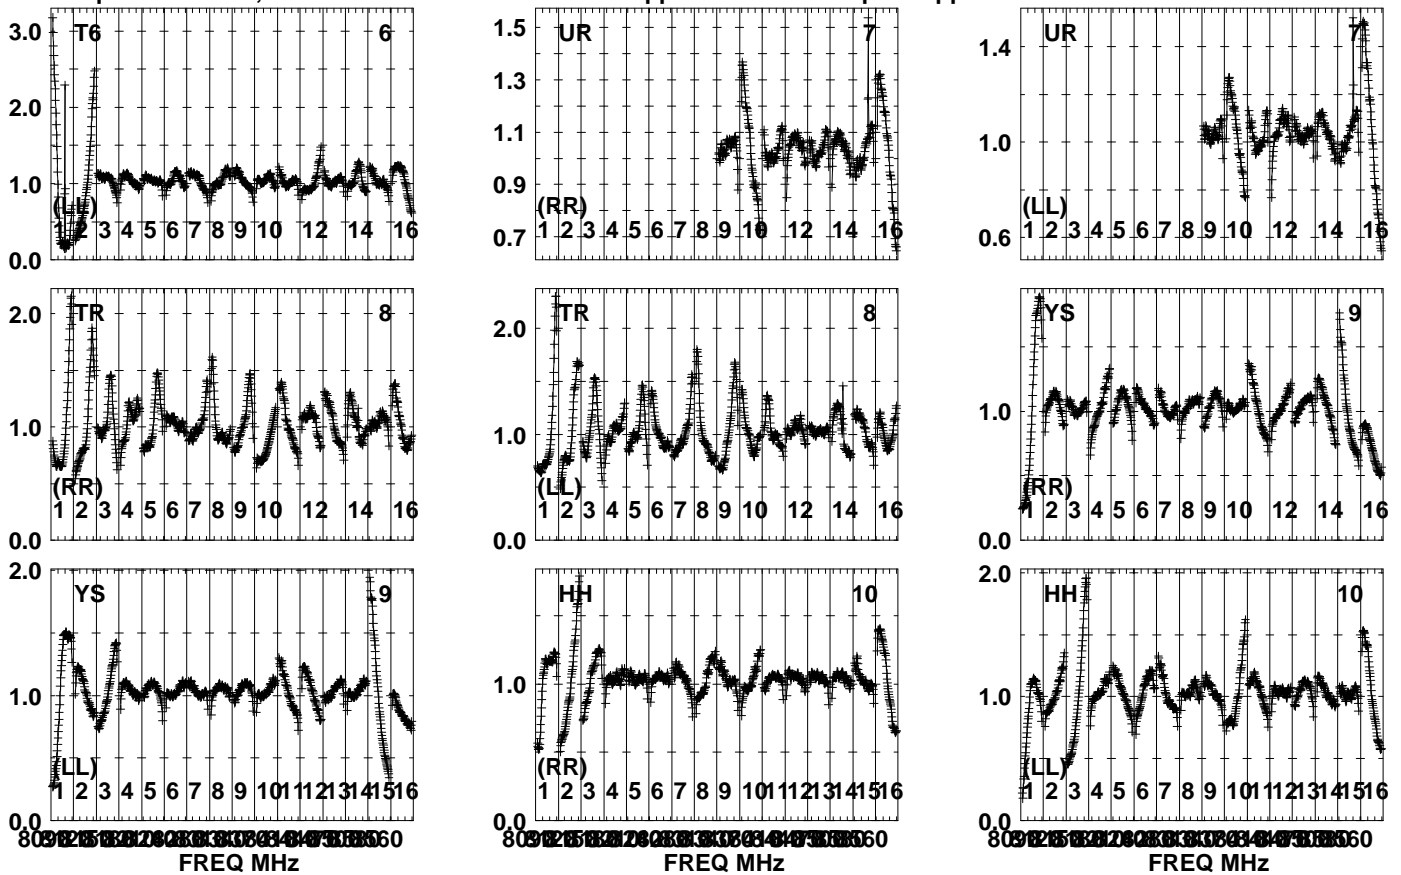 3.0 T6 6
2.0
1.0
(LL)
1 2 3 4 5 6 7 8 9 10 12 14 16
0.0
1.5 UR 7
1.3
1.1
0.9
(RR)
0.7 1 2 3 4 5 6 7 8 9 10 12 14 16
UR 7
1.4
1.0
(LL)
0.6 1 2 3 4 5 6 7 8 9 10 12 14 16
2.0 TR 8
1.0
(RR)
1 2 3 4 5 6 7 8 9 10 12 14 16
0.0
TR 8
2.0
1.0
(LL)
1 2 3 4 5 6 7 8 9 10 12 14 16
0.0
YS 9
1.0
(RR)
1 2 3 4 5 6 7 8 9 10 12 14 16
0.0
2.0
YS 9
1.0
(LL)
1 2 3 4 5 6 7 8 9 10 11 12 13 14 15 16
0.0
FREQ MHz
HH 10
1.0
(RR)
1 2 3 4 5 6 7 8 9 10 11 12 13 14 15 16
0.0
2.0
HH 10
1.0
(LL)
1 2 3 4 5 6 7 8 9 10 11 12 13 14 15 16
0.0
FREQ MHz